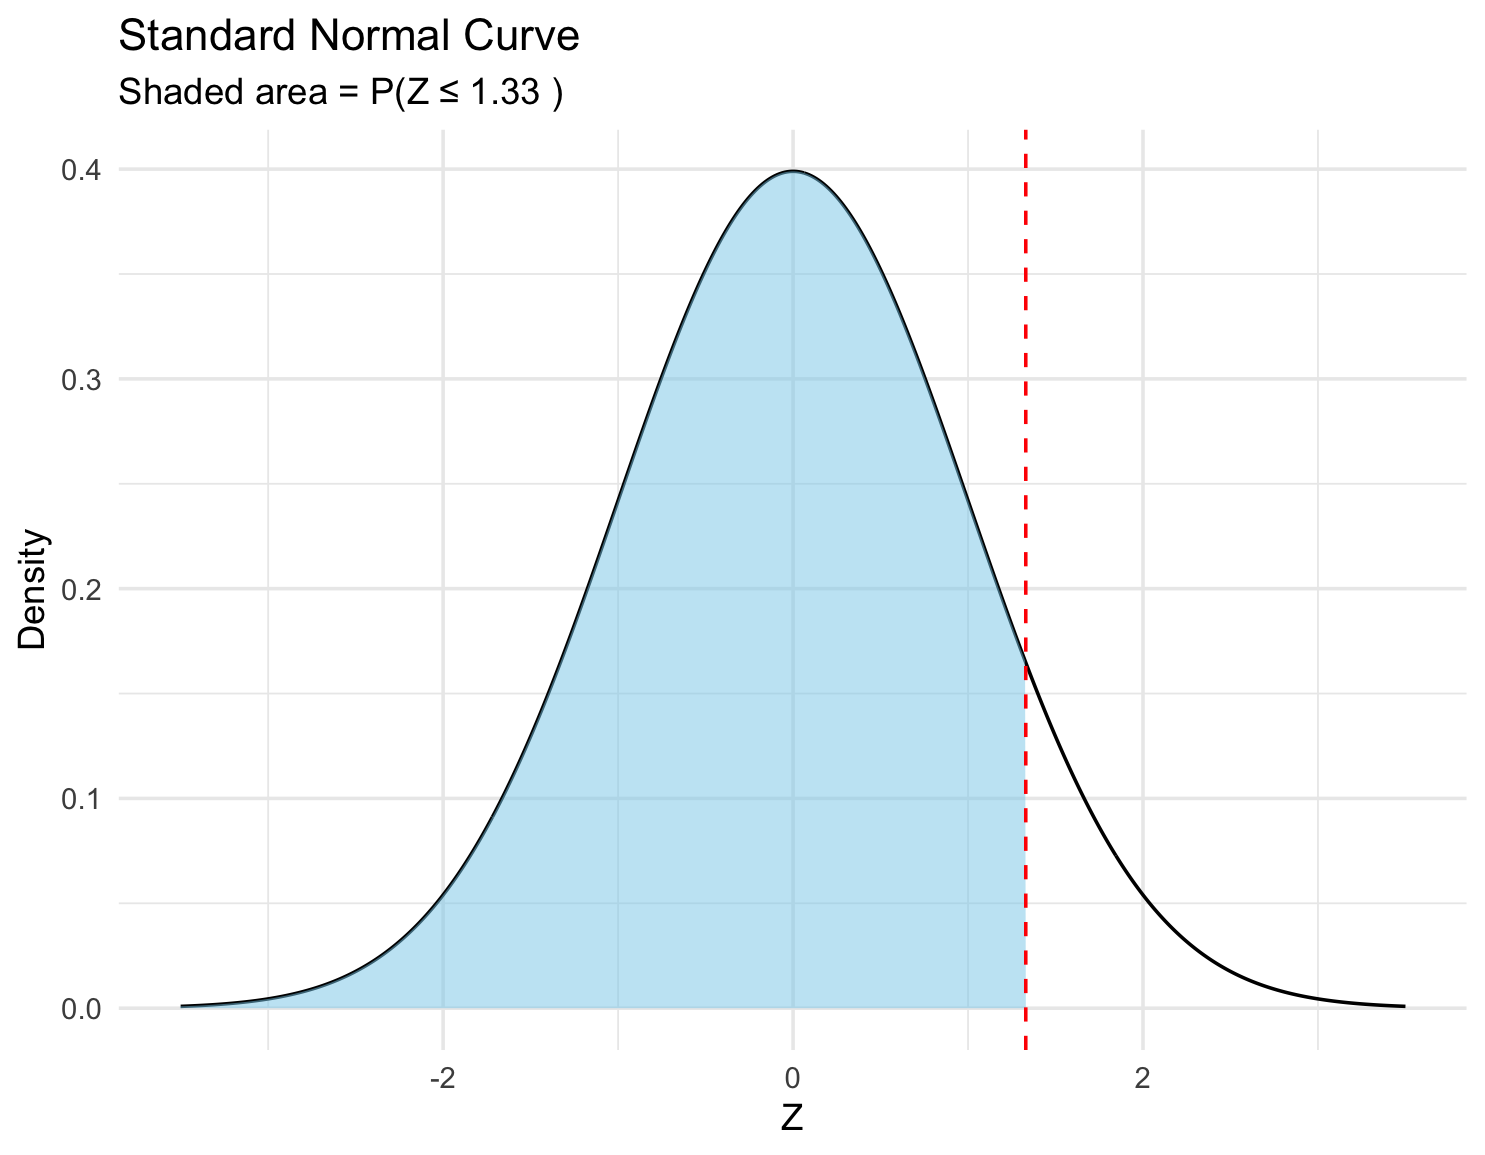 Standard Normal Curve
Shaded area = P(Z ≤ 1.33 )
0.4
0.3
0.2
0.1
0.0
Density
-2 0 2
Z